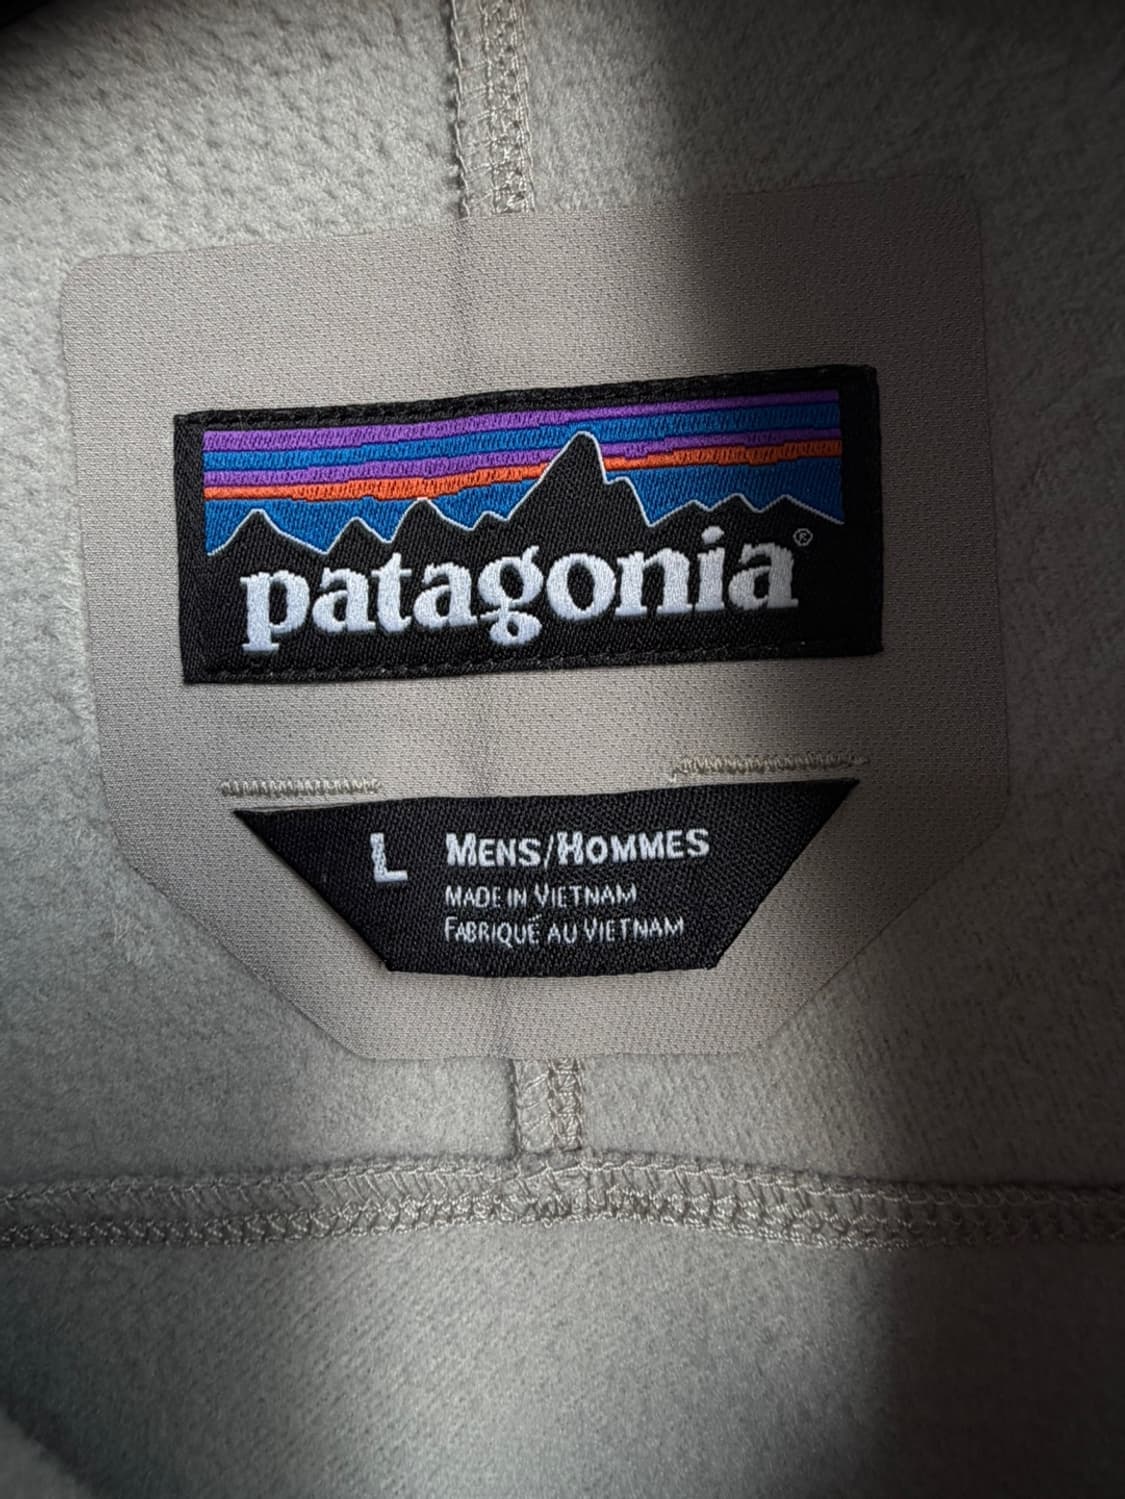 patagonia®
L MENS/HOMMES
MADE IN VIETNAM
FABRIQUÉ AU VIETNAM